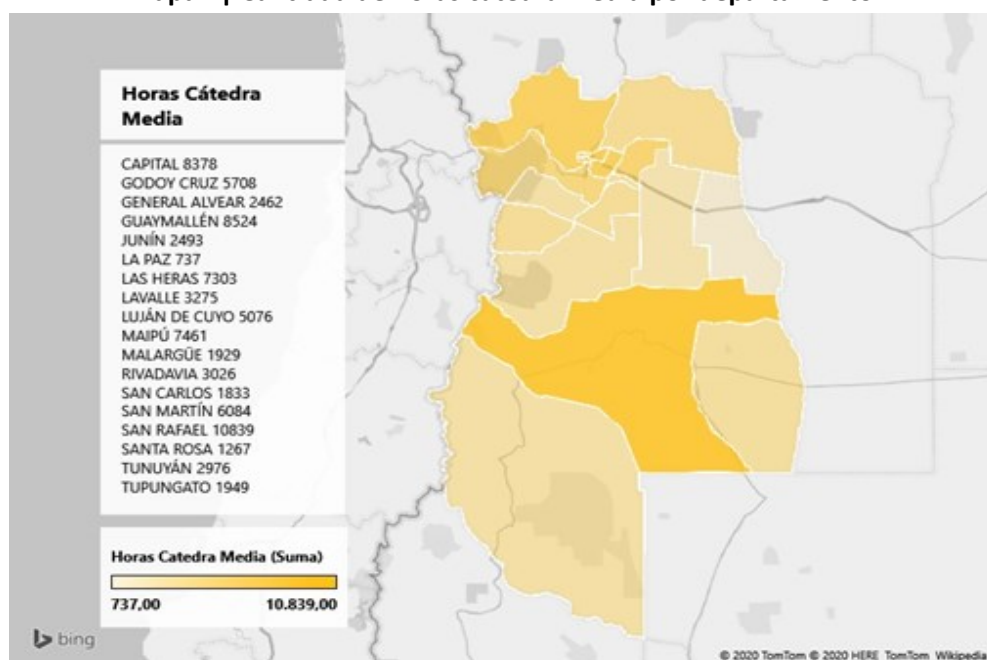 Horas Cátedra
Media
CAPITAL 8378
GODOY CRUZ 5708
GENERAL ALVEAR 2462
GUAYMALLÉN 8524
JUNÍN 2493
LA PAZ 737
LAS HERAS 7303
LAVALLE 3275
LUJÁN DE CUYO 5076
MAIPÚ 7461
MALARGÜE 1929
RIVADAVIA 3026
SAN CARLOS 1833
SAN MARTÍN 6084
SAN RAFAEL 10839
SANTA ROSA 1267
TUNUYÁN 2976
TUPUNGATO 1949
Horas Catedra Media (Suma)
737,00 10.839,00
bing
© 2020 TomTom © 2020 HERE TomTom Wikipedia